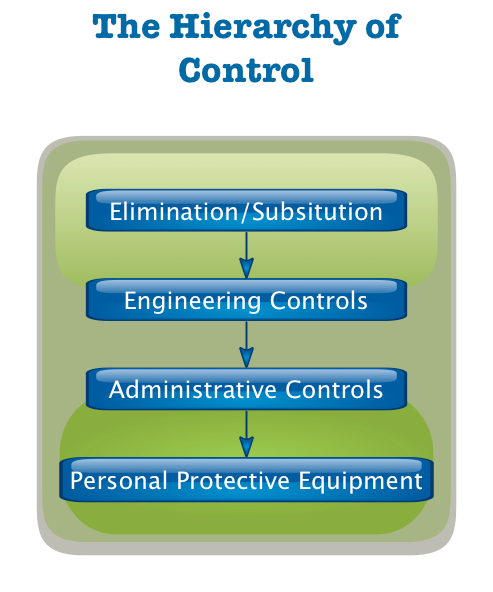 The Hierarchy of
Control
Elimination/Subsitution
Engineering Controls
Administrative Controls
Personal Protective Equipment